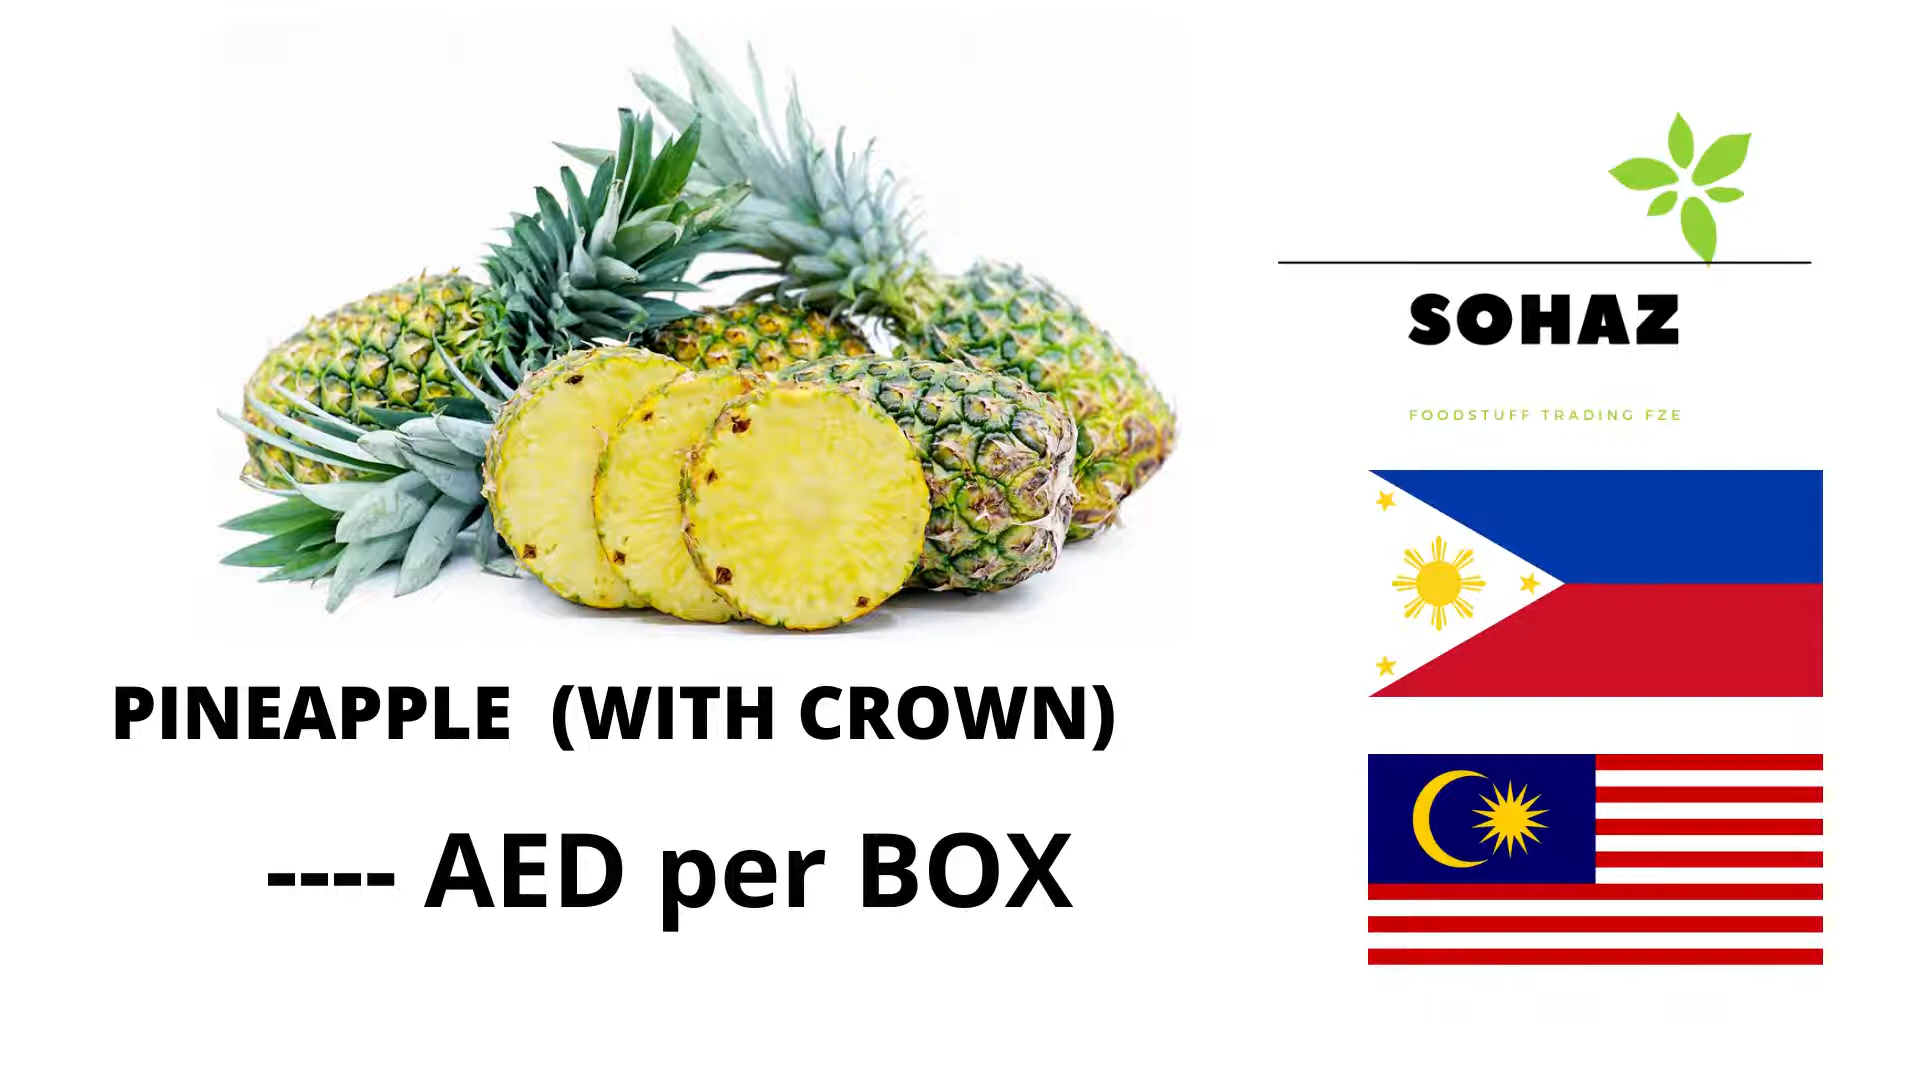 SOHAZ
FOODSTUFF TRADING FZE
PINEAPPLE (WITH CROWN)
---- AED per BOX